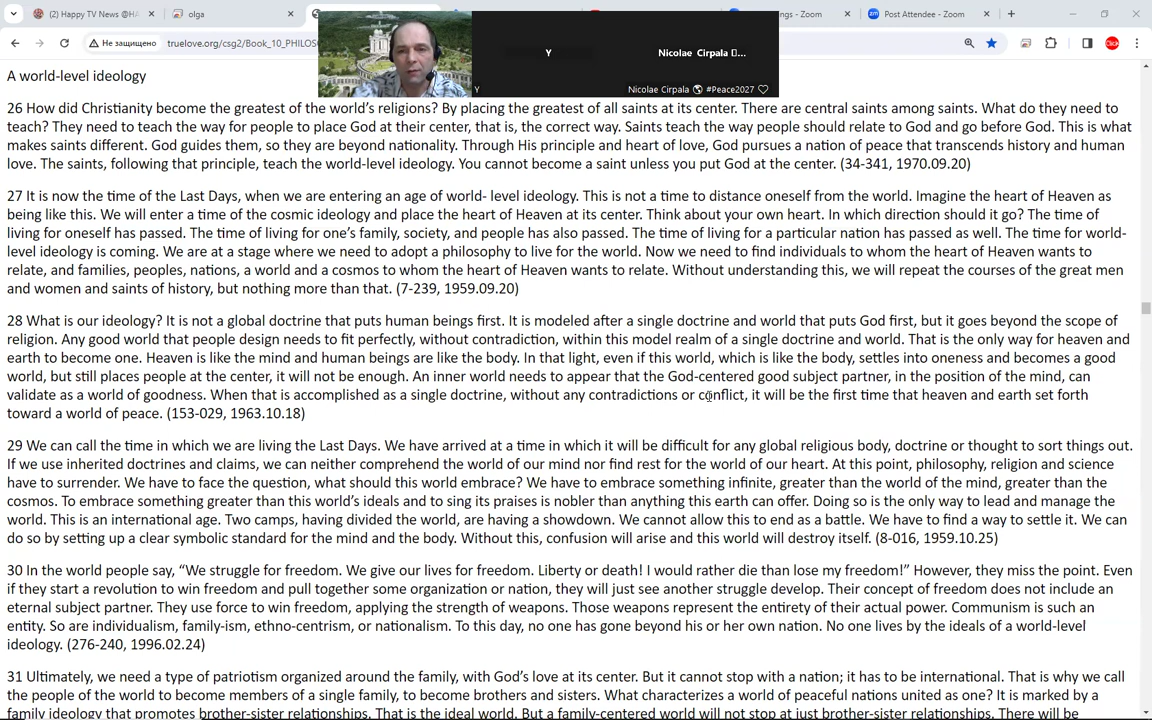 (2) Happy TV News @HA
olga
ngs - Zoom
Post Attendee - Zoom
Не защищено
truelove.org/csg2/Book_10_PHILOS
Click
Y
Y
Nicolae Cirpala
Nicolae Cirpala #Peace2027
A world-level ideology
26 How did Christianity become the greatest of the world's religions? By placing the greatest of all saints at its center. There are central saints among saints. What do they need to
teach? They need to teach the way for people to place God at their center, that is, the correct way. Saints teach the way people should relate to God and go before God. This is what
makes saints different. God guides them, so they are beyond nationality. Through His principle and heart of love, God pursues a nation of peace that transcends history and human
love. The saints, following that principle, teach the world-level ideology. You cannot become a saint unless you put God at the center. (34-341, 1970.09.20)
27 It is now the time of the Last Days, when we are entering an age of world- level ideology. This is not a time to distance oneself from the world. Imagine the heart of Heaven as
being like this. We will enter a time of the cosmic ideology and place the heart of Heaven at its center. Think about your own heart. In which direction should it go? The time of
living for oneself has passed. The time of living for one's family, society, and people has also passed. The time of living for a particular nation has passed as well. The time for world-
level ideology is coming. We are at a stage where we need to adopt a philosophy to live for the world. Now we need to find individuals to whom the heart of Heaven wants to
relate, and families, peoples, nations, a world and a cosmos to whom the heart of Heaven wants to relate. Without understanding this, we will repeat the courses of the great men
and women and saints of history, but nothing more than that. (7-239, 1959.09.20)
28 What is our ideology? It is not a global doctrine that puts human beings first. It is modeled after a single doctrine and world that puts God first, but it goes beyond the scope of
religion. Any good world that people design needs to fit perfectly, without contradiction, within this model realm of a single doctrine and world. That is the only way for heaven and
earth to become one. Heaven is like the mind and human beings are like the body. In that light, even if this world, which is like the body, settles into oneness and becomes a good
world, but still places people at the center, it will not be enough. An inner world needs to appear that the God-centered good subject partner, in the position of the mind, can
validate as a world of goodness. When that is accomplished as a single doctrine, without any contradictions or conflict, it will be the first time that heaven and earth set forth
toward a world of peace. (153-029, 1963.10.18)
29 We can call the time in which we are living the Last Days. We have arrived at a time in which it will be difficult for any global religious body, doctrine or thought to sort things out.
If we use inherited doctrines and claims, we can neither comprehend the world of our mind nor find rest for the world of our heart. At this point, philosophy, religion and science
have to surrender. We have to face the question, what should this world embrace? We have to embrace something infinite, greater than the world of the mind, greater than the
cosmos. To embrace something greater than this world's ideals and to sing its praises is nobler than anything this earth can offer. Doing so is the only way to lead and manage the
world. This is an international age. Two camps, having divided the world, are having a showdown. We cannot allow this to end as a battle. We have to find a way to settle it. We can
do so by setting up a clear symbolic standard for the mind and the body. Without this, confusion will arise and this world will destroy itself. (8-016, 1959.10.25)
30 In the world people say, “We struggle for freedom. We give our lives for freedom. Liberty or death! I would rather die than lose my freedom!” However, they miss the point. Even
if they start a revolution to win freedom and pull together some organization or nation, they will just see another struggle develop. Their concept of freedom does not include an
eternal subject partner. They use force to win freedom, applying the strength of weapons. Those weapons represent the entirety of their actual power. Communism is such an
entity. So are individualism, family-ism, ethno-centrism, or nationalism. To this day, no one has gone beyond his or her own nation. No one lives by the ideals of a world-level
ideology. (276-240, 1996.02.24)
31 Ultimately, we need a type of patriotism organized around the family, with God's love at its center. But it cannot stop with a nation; it has to be international. That is why we call
the people of the world to become members of a single family, to become brothers and sisters. What characterizes a world of peaceful nations united as one? It is marked by a
family ideology that promotes brother-sister relationships. That is the ideal world. But a family-centered world will not stop at just brother-sister relationships. There will be